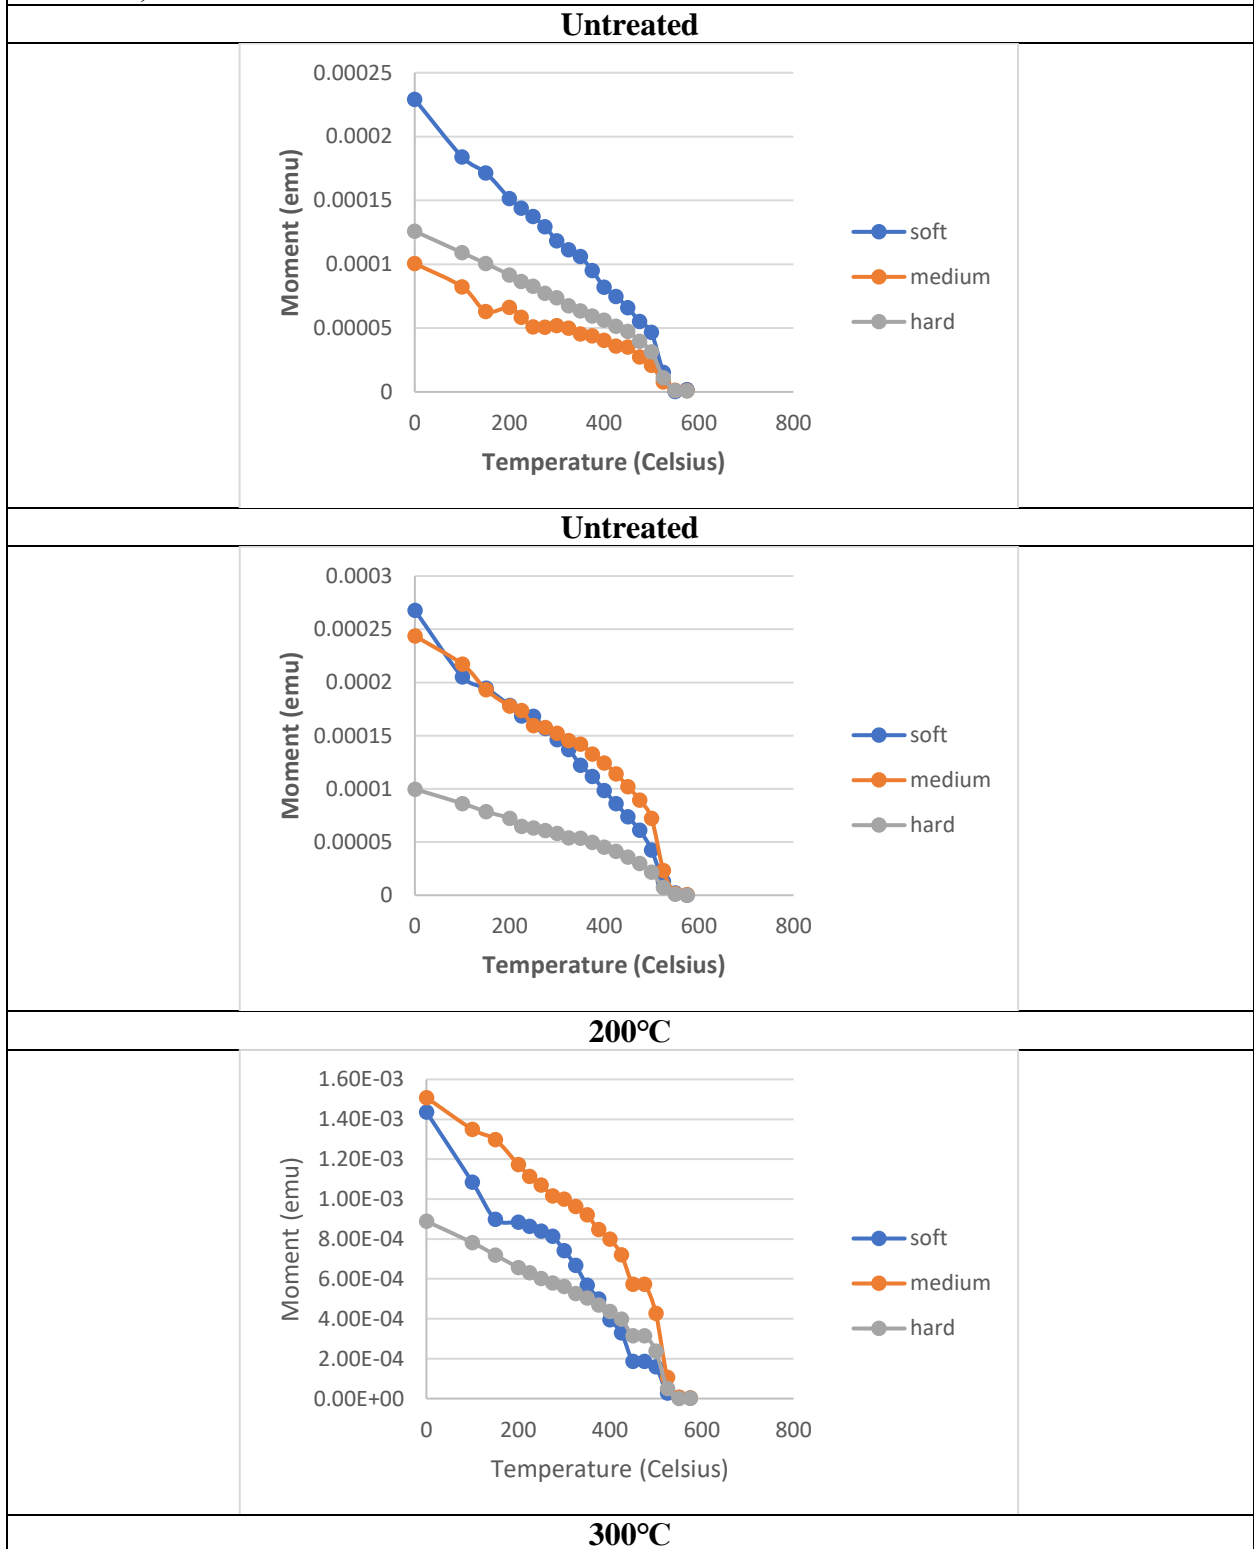 Untreated
0.00025
0.0002
0.00015
0.0001
0.00005
0
Moment (emu)
0 200 400 600 800
Temperature (Celsius)
soft
medium
hard
Untreated
0.0003
0.00025
0.0002
0.00015
0.0001
0.00005
0
Moment (emu)
0 200 400 600 800
Temperature (Celsius)
soft
medium
hard
200°C
1.60E-03
1.40E-03
1.20E-03
1.00E-03
8.00E-04
6.00E-04
4.00E-04
2.00E-04
0.00E+00
Moment (emu)
0 200 400 600 800
Temperature (Celsius)
soft
medium
hard
300°C